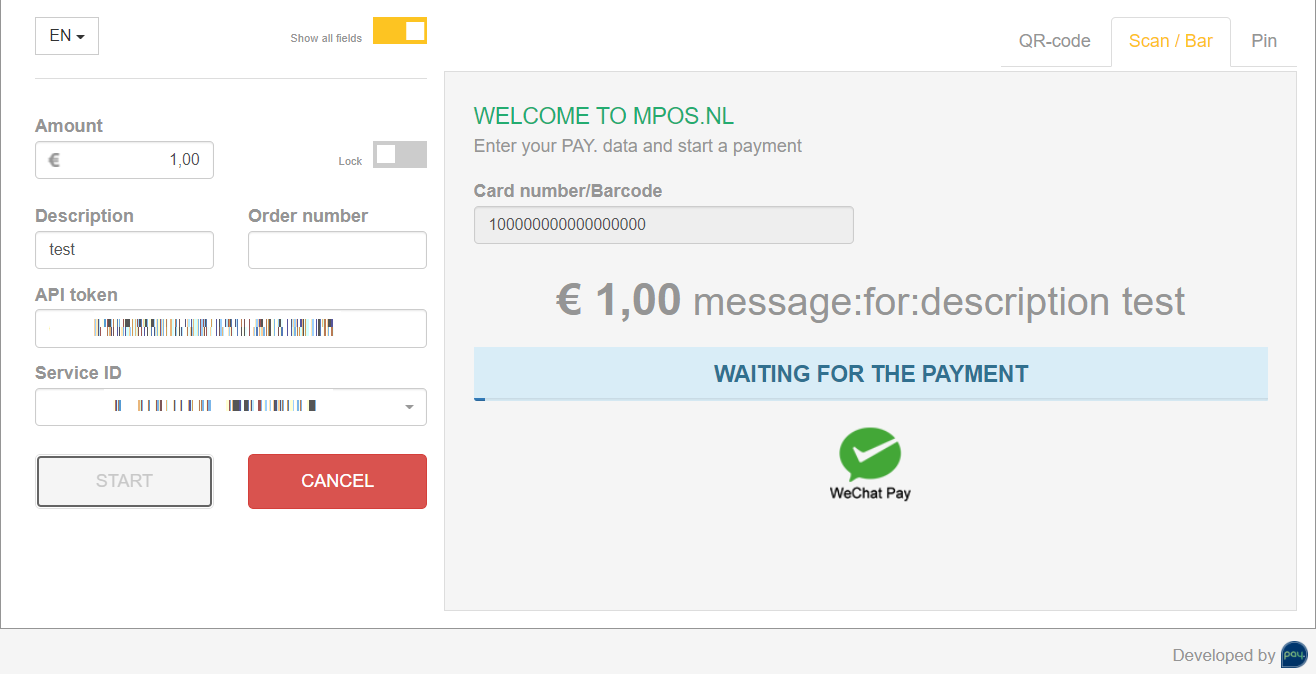 EN
Show all fields
QR-code
Scan / Bar
Pin
Amount
€ 1,00
Lock
Description
Order number
test
API token
Service ID
START
CANCEL
WELCOME TO MPOS.NL
Enter your PAY. data and start a payment
Card number/Barcode
100000000000000000
€ 1,00 message:for:description test
WAITING FOR THE PAYMENT
WeChat Pay
Developed by pay.